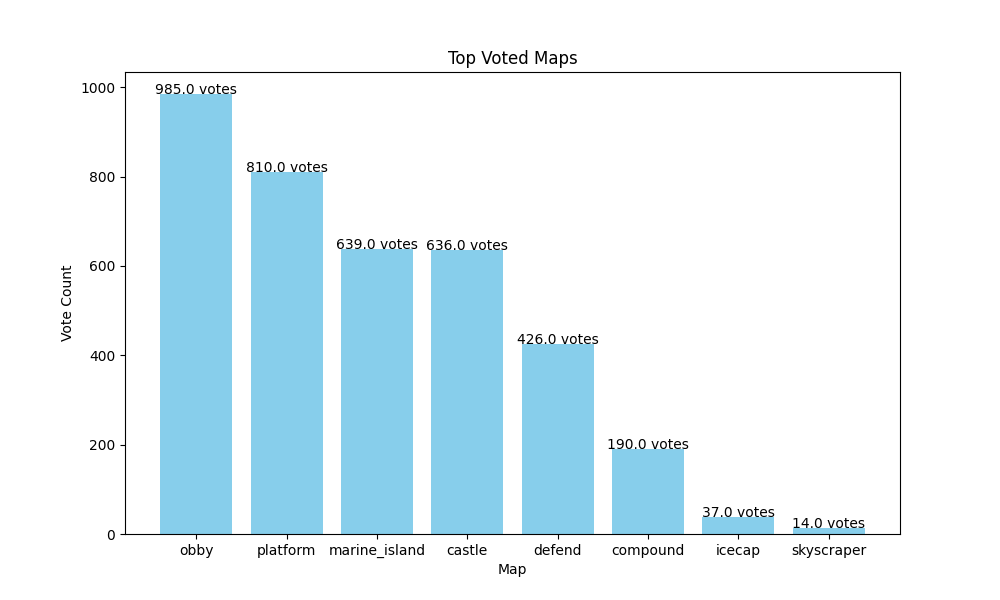 Top Voted Maps
Vote Count
1000
800
600
400
200
0
985.0 votes
810.0 votes
639.0 votes
636.0 votes
426.0 votes
190.0 votes
37.0 votes
14.0 votes
obby platform marine_island castle defend compound icecap skyscraper
Map